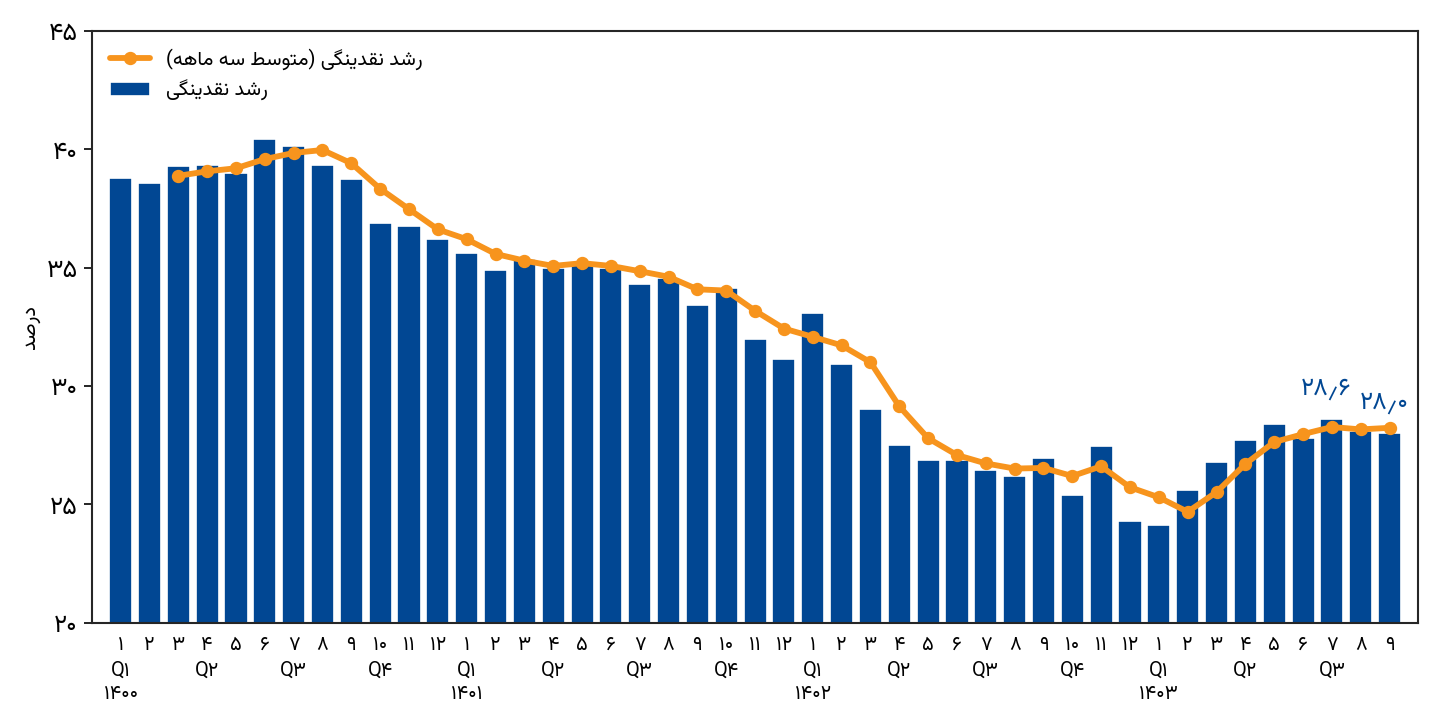 رشد نقدینگی (متوسط سه ماهه)
رشد نقدینگی
درصد
۴۵
۴۰
۳۵
۳۰
۲۵
۲۰
۲۸٫۶
۲۸٫۰
۱ ۲ ۳ ۴ ۵ ۶ ۷ ۸ ۹ ۱۰ ۱۱ ۱۲ ۱ ۲ ۳ ۴ ۵ ۶ ۷ ۸ ۹ ۱۰ ۱۱ ۱۲ ۱ ۲ ۳ ۴ ۵ ۶ ۷ ۸ ۹ ۱۰ ۱۱ ۱۲ ۱ ۲ ۳ ۴ ۵ ۶ ۷ ۸ ۹
Q۱ Q۲ Q۳ Q۴ Q۱ Q۲ Q۳ Q۴ Q۱ Q۲ Q۳ Q۴ Q۱ Q۲ Q۳
۱۴۰۰ ۱۴۰۱ ۱۴۰۲ ۱۴۰۳